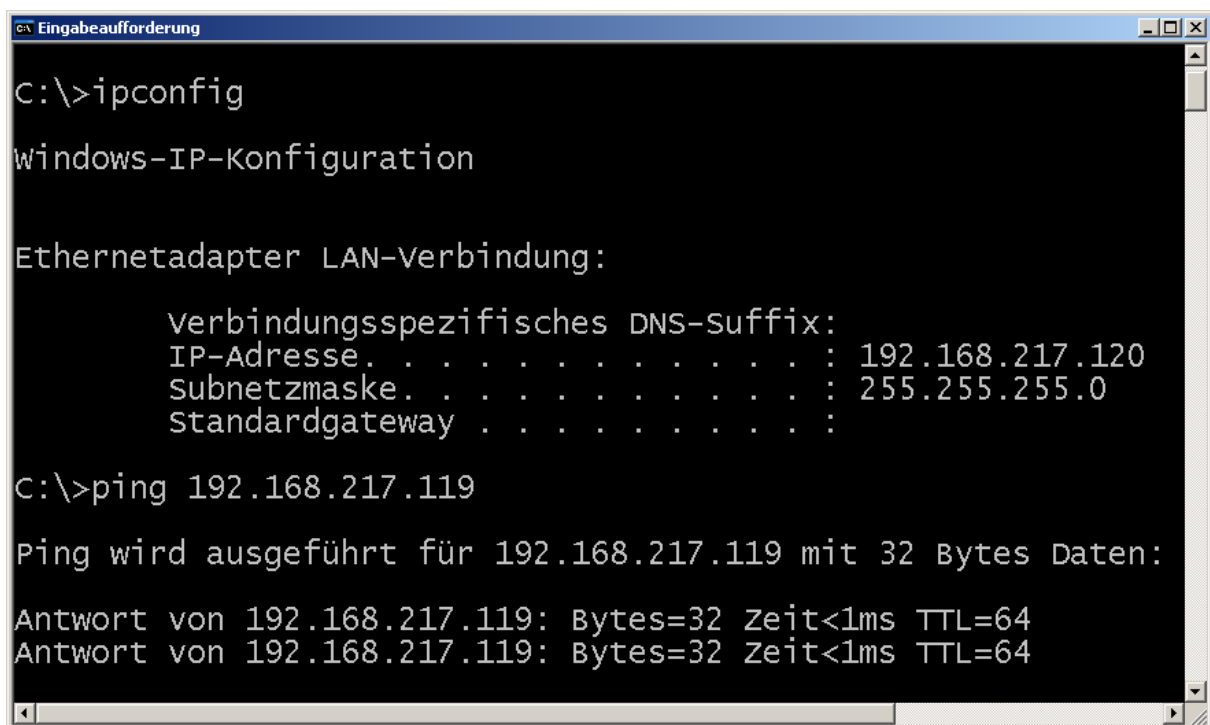 Eingabeaufforderung
C:\>ipconfig
Windows-IP-Konfiguration
Ethernetadapter LAN-Verbindung:
Verbindungsspezifisches DNS-Suffix:
IP-Adresse. . . . . . . . . . . . : 192.168.217.120
Subnetzmaske. . . . . . . . . . . : 255.255.255.0
Standardgateway . . . . . . . . . :
C:\>ping 192.168.217.119
Ping wird ausgeführt für 192.168.217.119 mit 32 Bytes Daten:
Antwort von 192.168.217.119: Bytes=32 Zeit<1ms TTL=64
Antwort von 192.168.217.119: Bytes=32 Zeit<1ms TTL=64